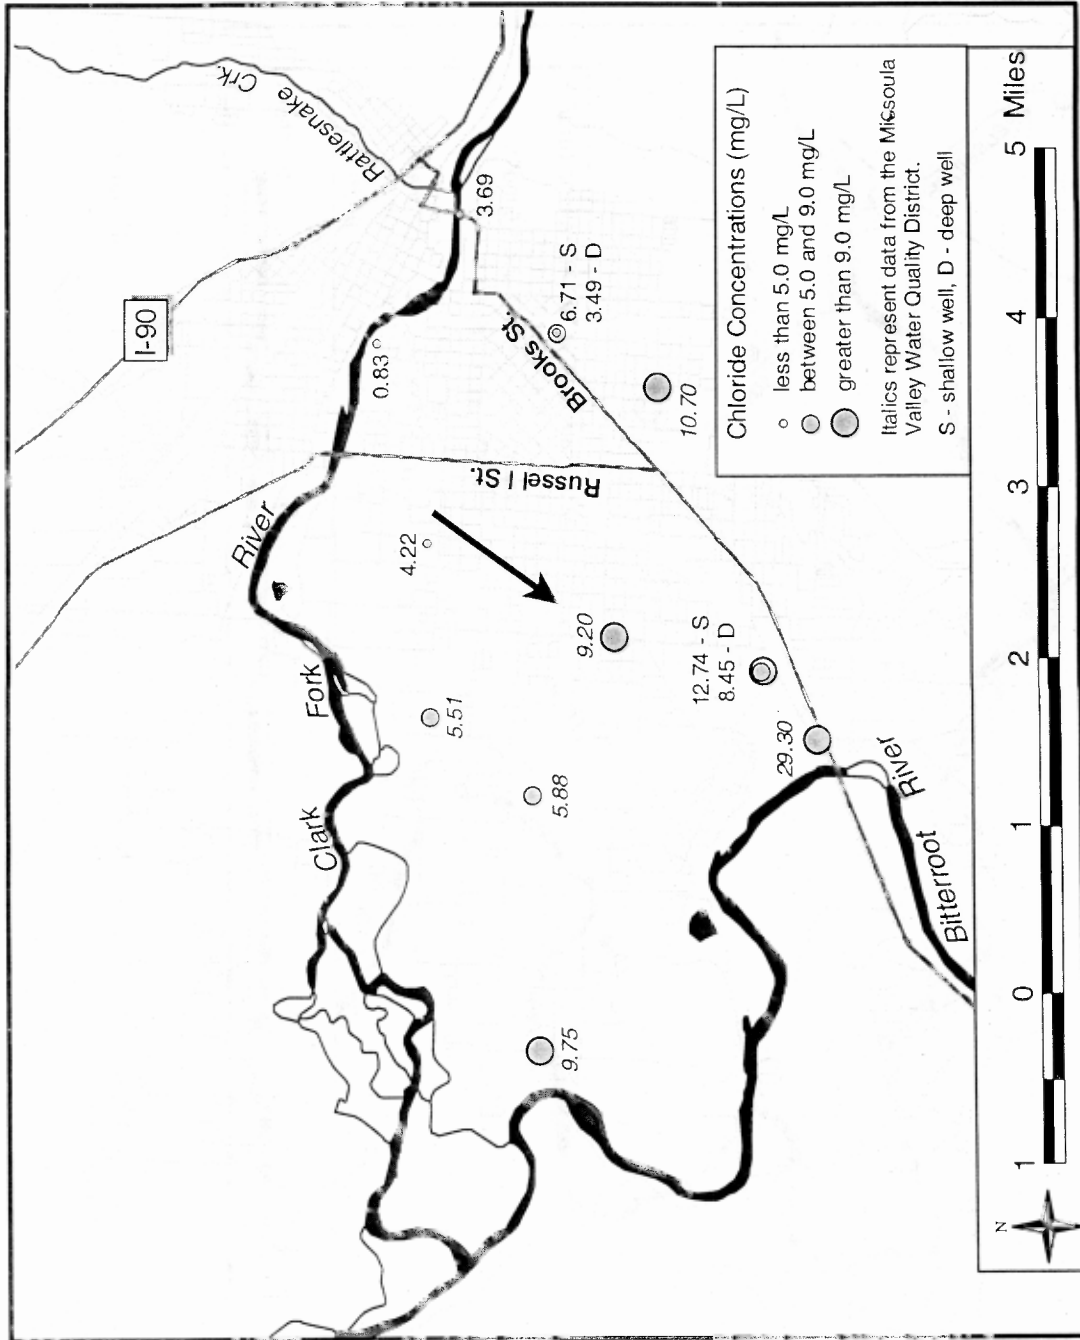 Rattlesnake Crk.
I-90
3.69
0.83
6.71 - S
3.49 - D
Brooks St.
10.70
Russel l St.
River
4.22
9.20
Fork
5.51
12.74 - S
8.45 - D
29.30
Clark
5.88
River
Bitterroot
9.75
Chloride Concentrations (mg/L)
less than 5.0 mg/L
between 5.0 and 9.0 mg/L
greater than 9.0 mg/L
Italics represent data from the Missoula
Valley Water Quality District.
S - shallow well, D - deep well
N
1 0 1 2 3 4 5 Miles